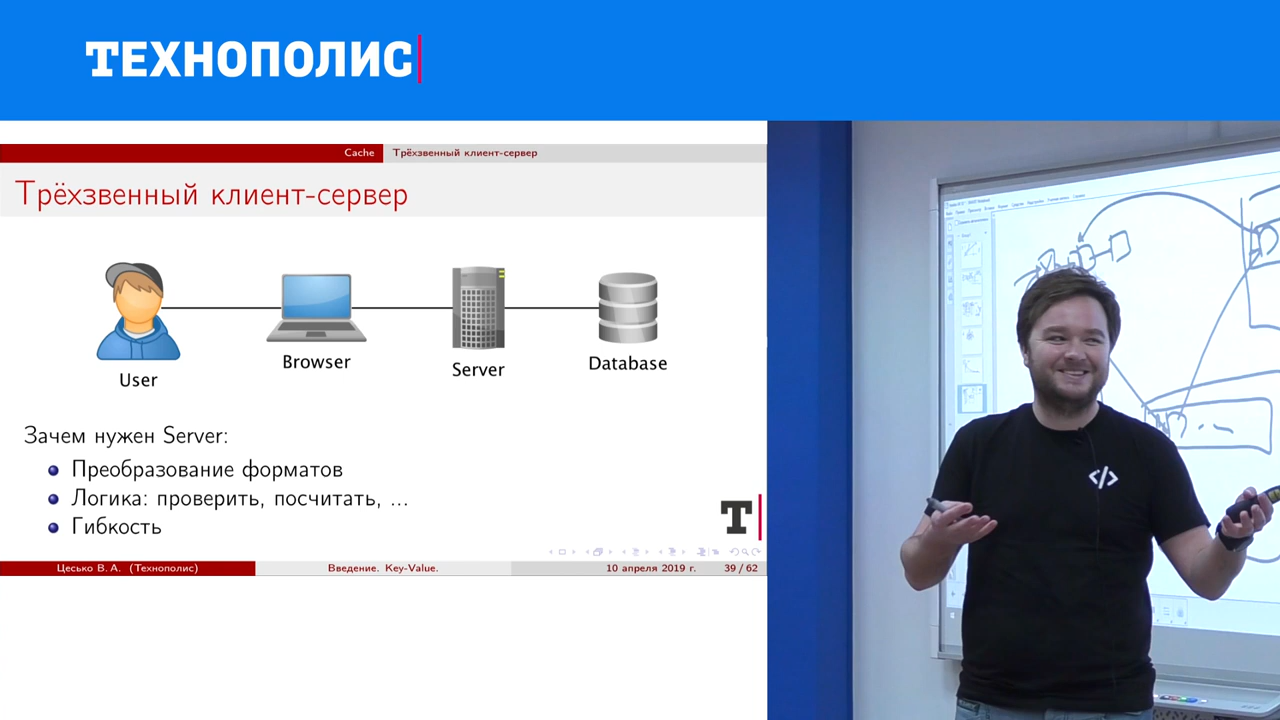 ТЕХНОПОЛИС
Cache
Трёхзвенный клиент-сервер
Трёхзвенный клиент-сервер
User
Browser
Server
Database
Зачем нужен Server:
Преобразование форматов
Логика: проверить, посчитать, ...
Гибкость
Т
Цесько В. А. (Технополис)
Введение. Key-Value.
10 апреля 2019 г.
39 / 62
</>